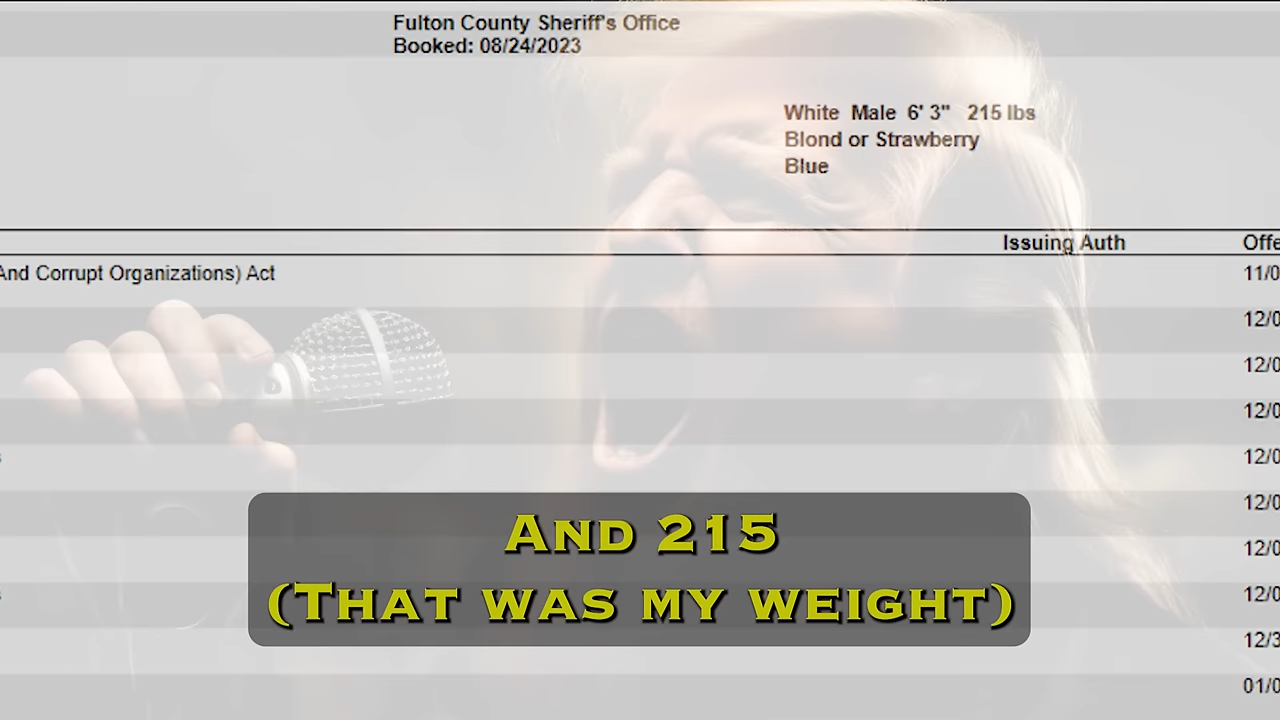 Fulton County Sheriff's Office
Booked: 08/24/2023
White Male 6' 3" 215 lbs
Blond or Strawberry
Blue
Issuing Auth Offe
And Corrupt Organizations) Act 11/0
12/0
12/0
12/0
s 12/0
12/0
12/0
s 12/0
12/3
01/0
And 215
(That was my weight)